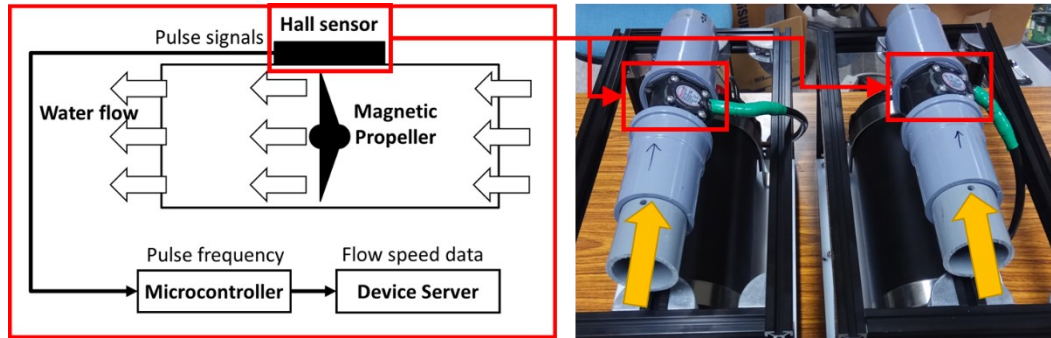 Hall sensor
Pulse signals
Water flow
Magnetic
Propeller
Pulse frequency
Flow speed data
Microcontroller
Device Server